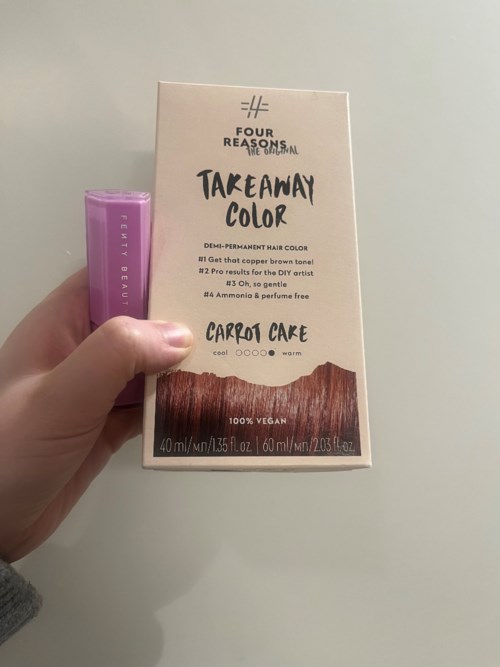 FOUR
REASONS
THE ORIGINAL
TAKEAWAY
COLOR
DEMI-PERMANENT HAIR COLOR
#1 Get that copper brown tone!
#2 Pro results for the DIY artist
#3 Oh, so gentle
#4 Ammonia & perfume free
CARROT CAKE
cool warm
100% VEGAN
40 ml/мл/1.35 fl.oz. | 60 ml/мл/2.03 fl.oz.
FENTY BEAUT